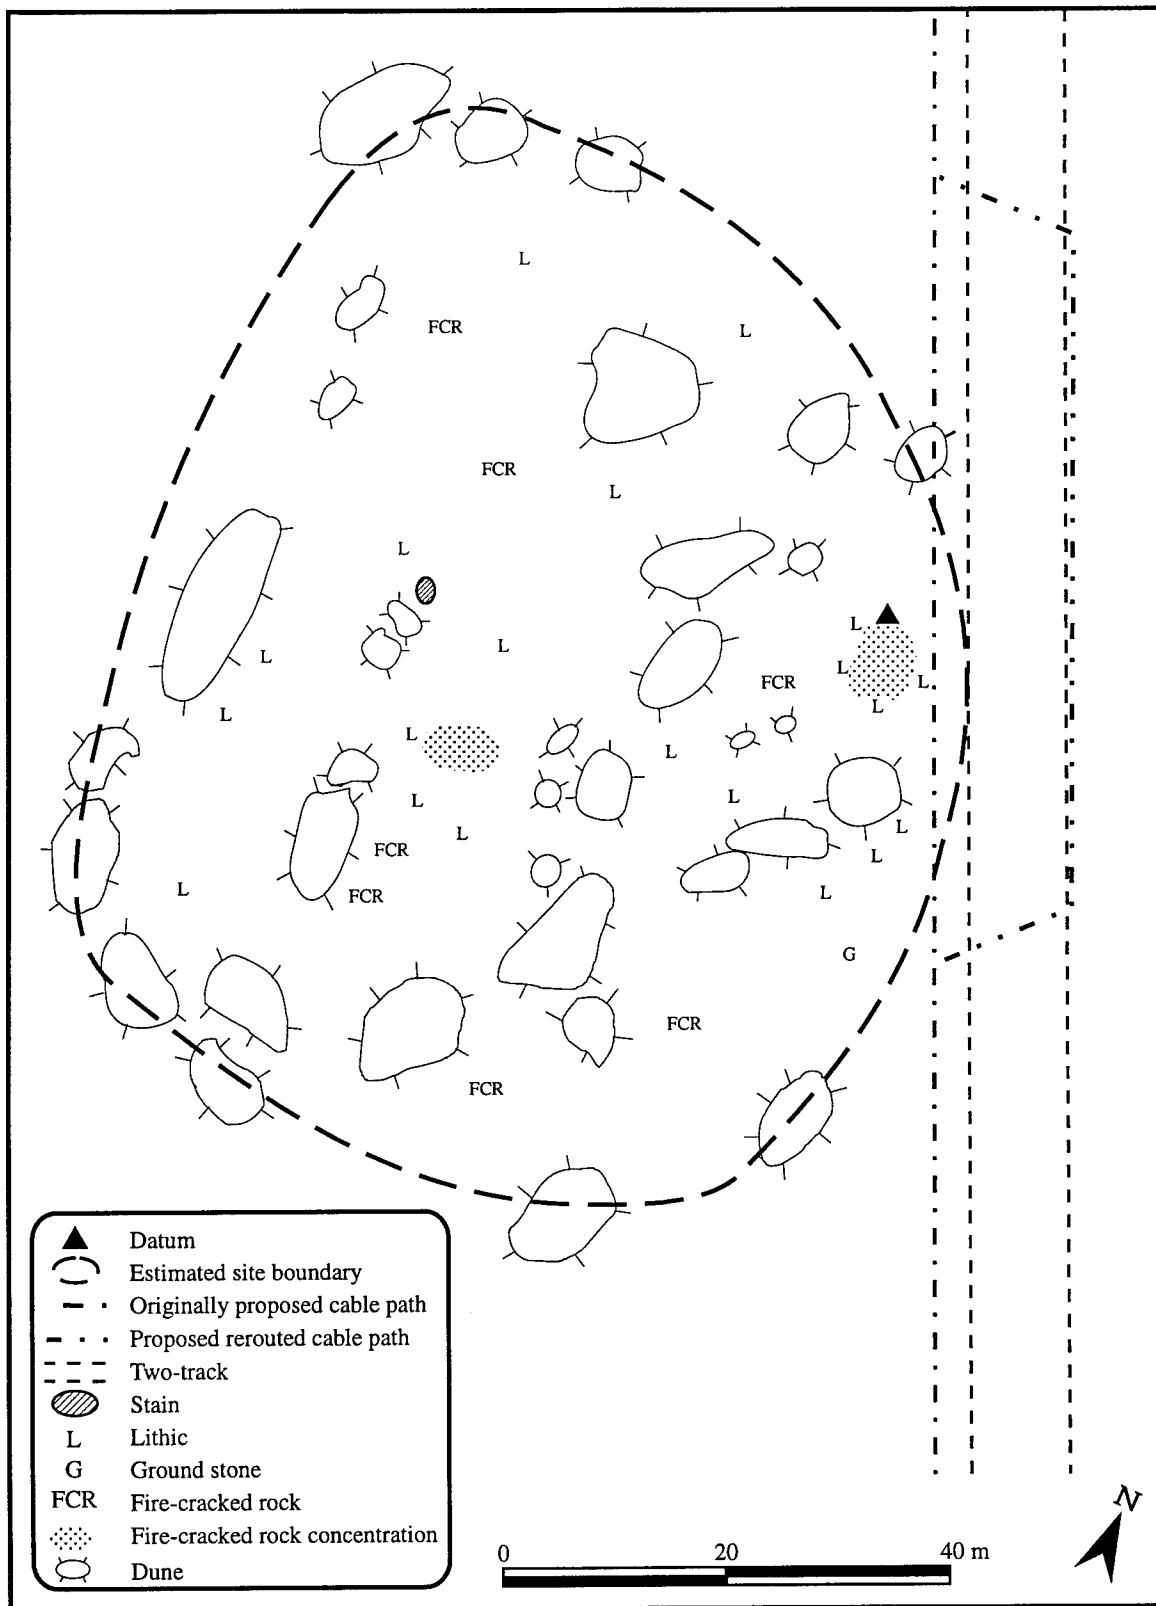 L
L
FCR
FCR
L
L
L
L
L
FCR
L
L
L
L
L
L
L
L
L
L
FCR
L
L
FCR
L
L
G
FCR
FCR
Datum
Estimated site boundary
Originally proposed cable path
Proposed rerouted cable path
Two-track
Stain
L Lithic
G Ground stone
FCR Fire-cracked rock
Fire-cracked rock concentration
Dune
N
0 20 40 m